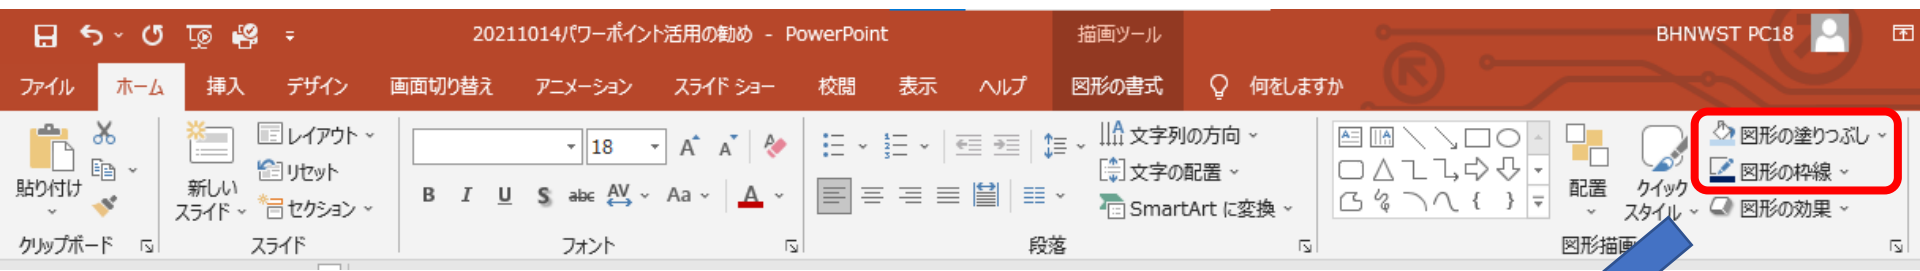 20211014パワーポイント活用の勧め - PowerPoint
描画ツール
BHNWST PC18
ファイル ホーム 挿入 デザイン 画面切り替え アニメーション スライド ショー 校閲 表示 ヘルプ 図形の書式 何をしますか
貼り付け
クリップボード
新しい
スライド
レイアウト
リセット
セクション
スライド
18 A A
B I U S abc AV Aa A
フォント
文字列の方向
文字の配置
SmartArt に変換
段落
配置
クイック
スタイル
図形の塗りつぶし
図形の枠線
図形の効果
図形描画